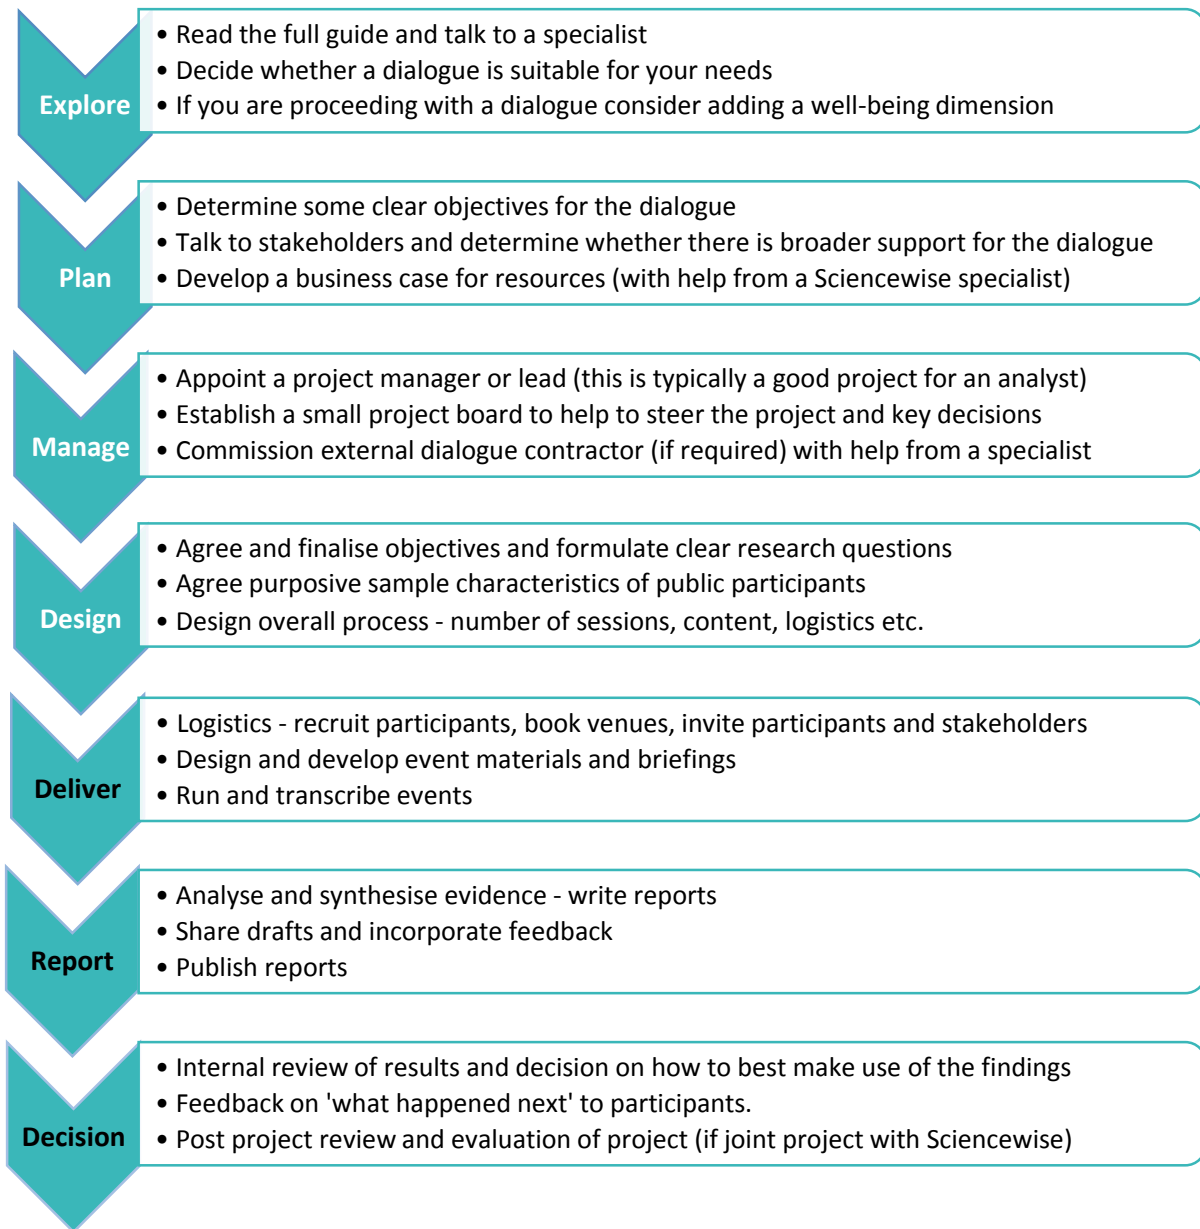 Explore
• Read the full guide and talk to a specialist
• Decide whether a dialogue is suitable for your needs
• If you are proceeding with a dialogue consider adding a well-being dimension
Plan
• Determine some clear objectives for the dialogue
• Talk to stakeholders and determine whether there is broader support for the dialogue
• Develop a business case for resources (with help from a Sciencewise specialist)
Manage
• Appoint a project manager or lead (this is typically a good project for an analyst)
• Establish a small project board to help to steer the project and key decisions
• Commission external dialogue contractor (if required) with help from a specialist
Design
• Agree and finalise objectives and formulate clear research questions
• Agree purposive sample characteristics of public participants
• Design overall process - number of sessions, content, logistics etc.
Deliver
• Logistics - recruit participants, book venues, invite participants and stakeholders
• Design and develop event materials and briefings
• Run and transcribe events
Report
• Analyse and synthesise evidence - write reports
• Share drafts and incorporate feedback
• Publish reports
Decision
• Internal review of results and decision on how to best make use of the findings
• Feedback on 'what happened next' to participants.
• Post project review and evaluation of project (if joint project with Sciencewise)